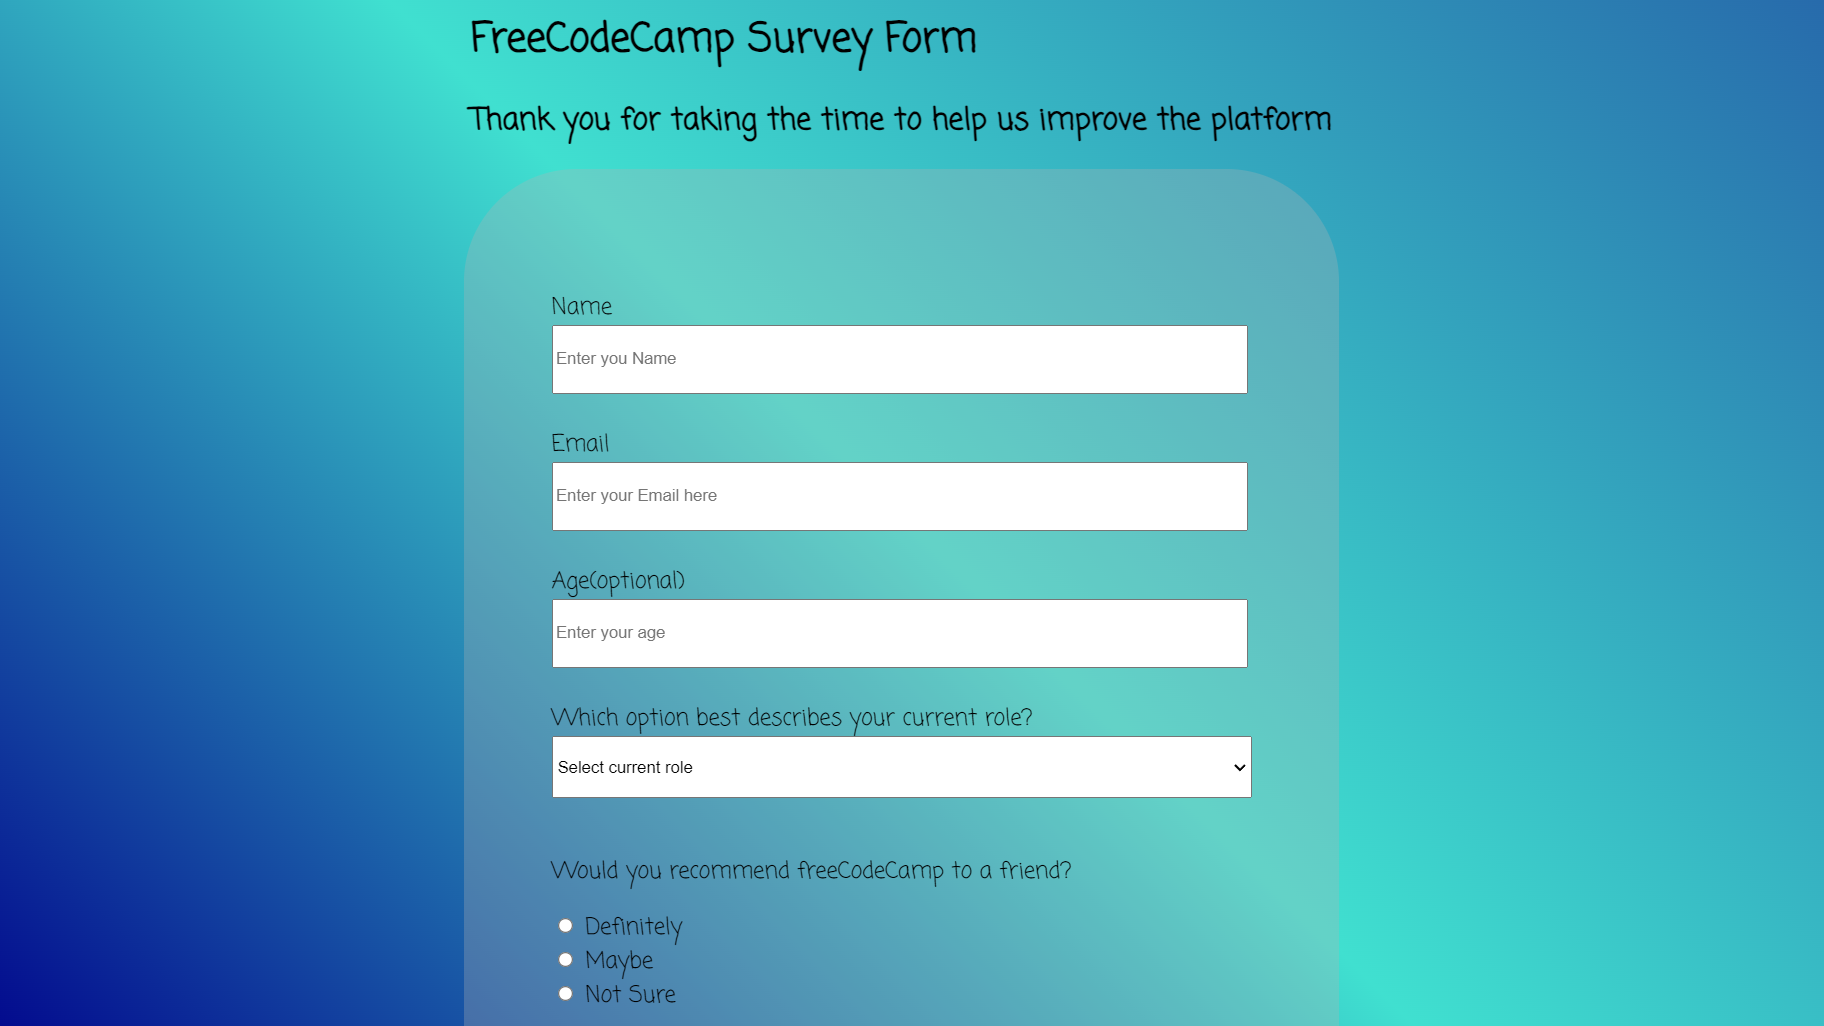 FreeCodeCamp Survey Form
Thank you for taking the time to help us improve the platform
Name
Enter you Name
Email
Enter your Email here
Age(optional)
Enter your age
Which option best describes your current role?
Select current role
Would you recommend freeCodeCamp to a friend?
Definitely
Maybe
Not Sure